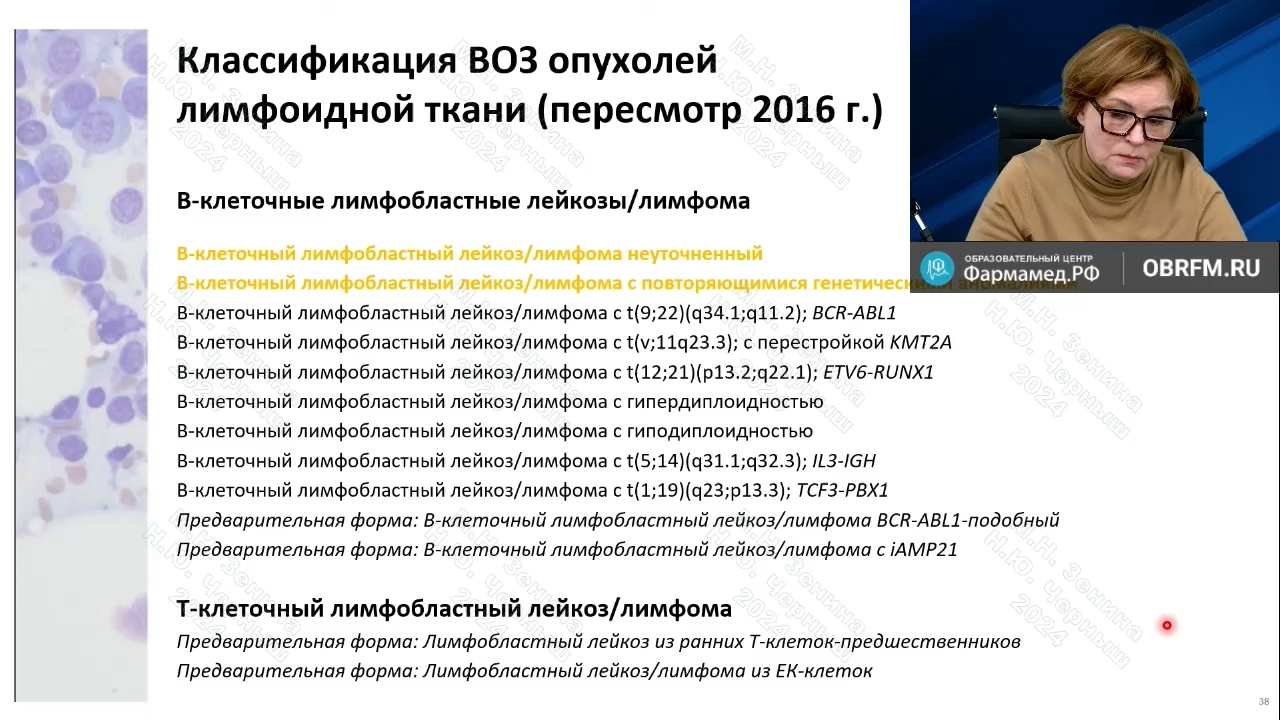 Классификация ВОЗ опухолей
лимфоидной ткани (пересмотр 2016 г.)
В-клеточные лимфобластные лейкозы/лимфома
В-клеточный лимфобластный лейкоз/лимфома неуточненный
В-клеточный лимфобластный лейкоз/лимфома с повторяющимися генетическими аномалиями
В-клеточный лимфобластный лейкоз/лимфома с t(9;22)(q34.1;q11.2); BCR-ABL1
В-клеточный лимфобластный лейкоз/лимфома с t(v;11q23.3); с перестройкой KMT2A
В-клеточный лимфобластный лейкоз/лимфома с t(12;21)(p13.2;q22.1); ETV6-RUNX1
В-клеточный лимфобластный лейкоз/лимфома с гипердиплоидностью
В-клеточный лимфобластный лейкоз/лимфома с гиподиплоидностью
В-клеточный лимфобластный лейкоз/лимфома с t(5;14)(q31.1;q32.3); IL3-IGH
В-клеточный лимфобластный лейкоз/лимфома с t(1;19)(q23;p13.3); TCF3-PBX1
Предварительная форма: В-клеточный лимфобластный лейкоз/лимфома BCR-ABL1-подобный
Предварительная форма: В-клеточный лимфобластный лейкоз/лимфома с iAMP21
Т-клеточный лимфобластный лейкоз/лимфома
Предварительная форма: Лимфобластный лейкоз из ранних Т-клеток-предшественников
Предварительная форма: Лимфобластный лейкоз/лимфома из ЕК-клеток
38
ОБРАЗОВАТЕЛЬНЫЙ ЦЕНТР
Фармамед.РФ
OBRFM.RU
М.Н. Зенина
Н.Ю. Черныш
2024